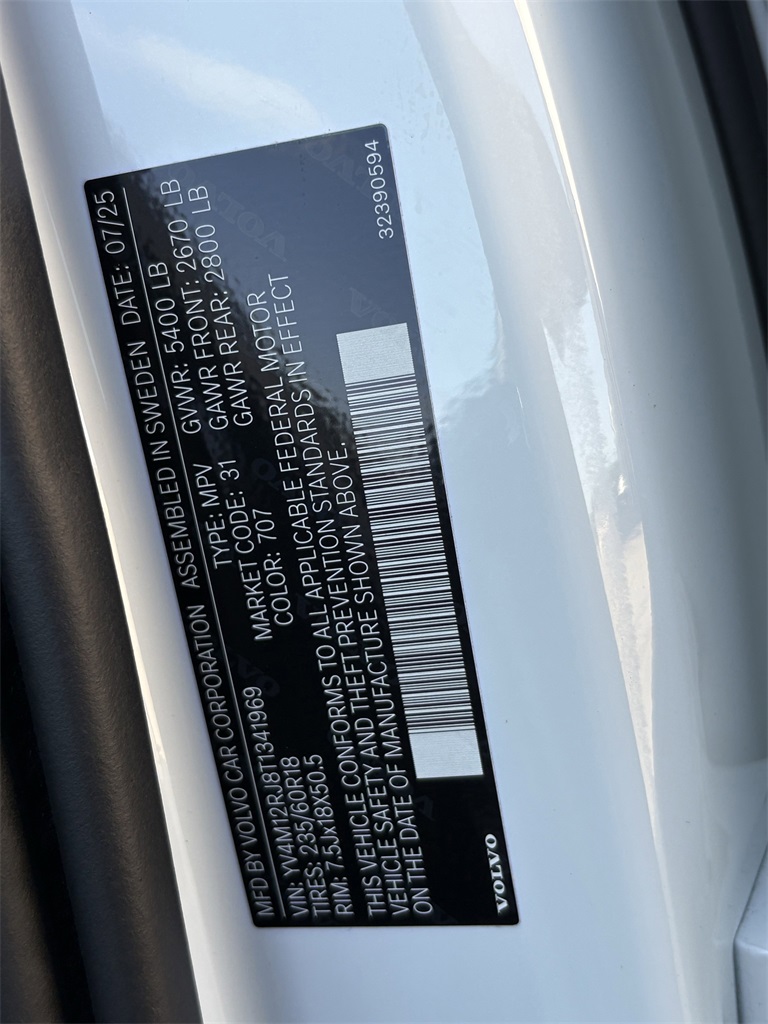 MFD BY VOLVO CAR CORPORATION ASSEMBLED IN SWEDEN DATE: 07/25
VIN: YV4M12RJ8T1341969 TYPE: MPV GVWR: 5400 LB
TIRES: 235/60R18 MARKET CODE: 31 GAWR FRONT: 2670 LB
RIM: 7.5Jx18X50.5 COLOR: 707 GAWR REAR: 2800 LB
THIS VEHICLE CONFORMS TO ALL APPLICABLE FEDERAL MOTOR
VEHICLE SAFETY AND THEFT PREVENTION STANDARDS IN EFFECT
ON THE DATE OF MANUFACTURE SHOWN ABOVE.
VOLVO
32390594